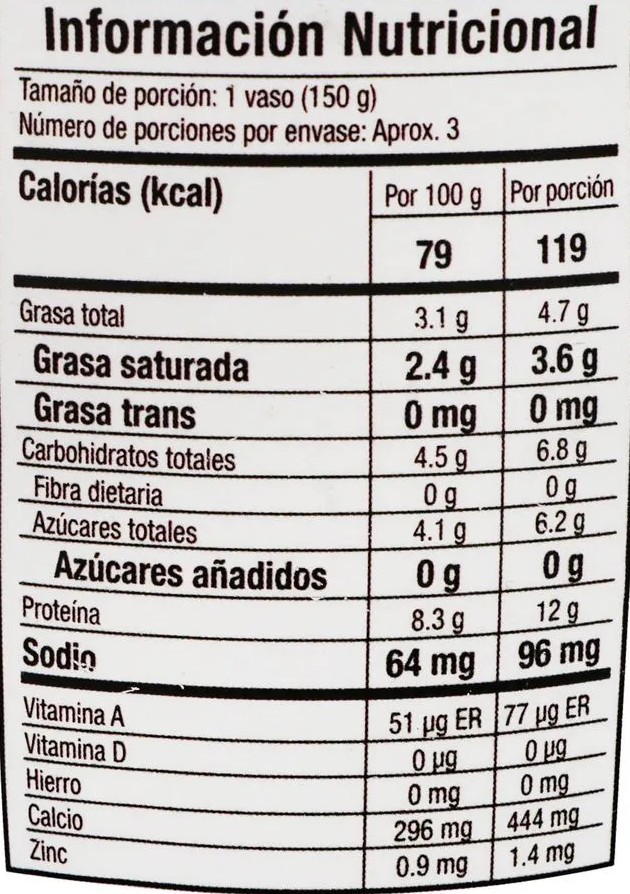 Información Nutricional
Tamaño de porción: 1 vaso (150 g)
Número de porciones por envase: Aprox. 3
Calorías (kcal) Por 100 g Por porción
79 119
Grasa total 3.1 g 4.7 g
Grasa saturada 2.4 g 3.6 g
Grasa trans 0 mg 0 mg
Carbohidratos totales 4.5 g 6.8 g
Fibra dietaria 0 g 0 g
Azúcares totales 4.1 g 6.2 g
Azúcares añadidos 0 g 0 g
Proteína 8.3 g 12 g
Sodio 64 mg 96 mg
Vitamina A 51 µg ER 77 µg ER
Vitamina D 0 µg 0 µg
Hierro 0 mg 0 mg
Calcio 296 mg 444 mg
Zinc 0.9 mg 1.4 mg